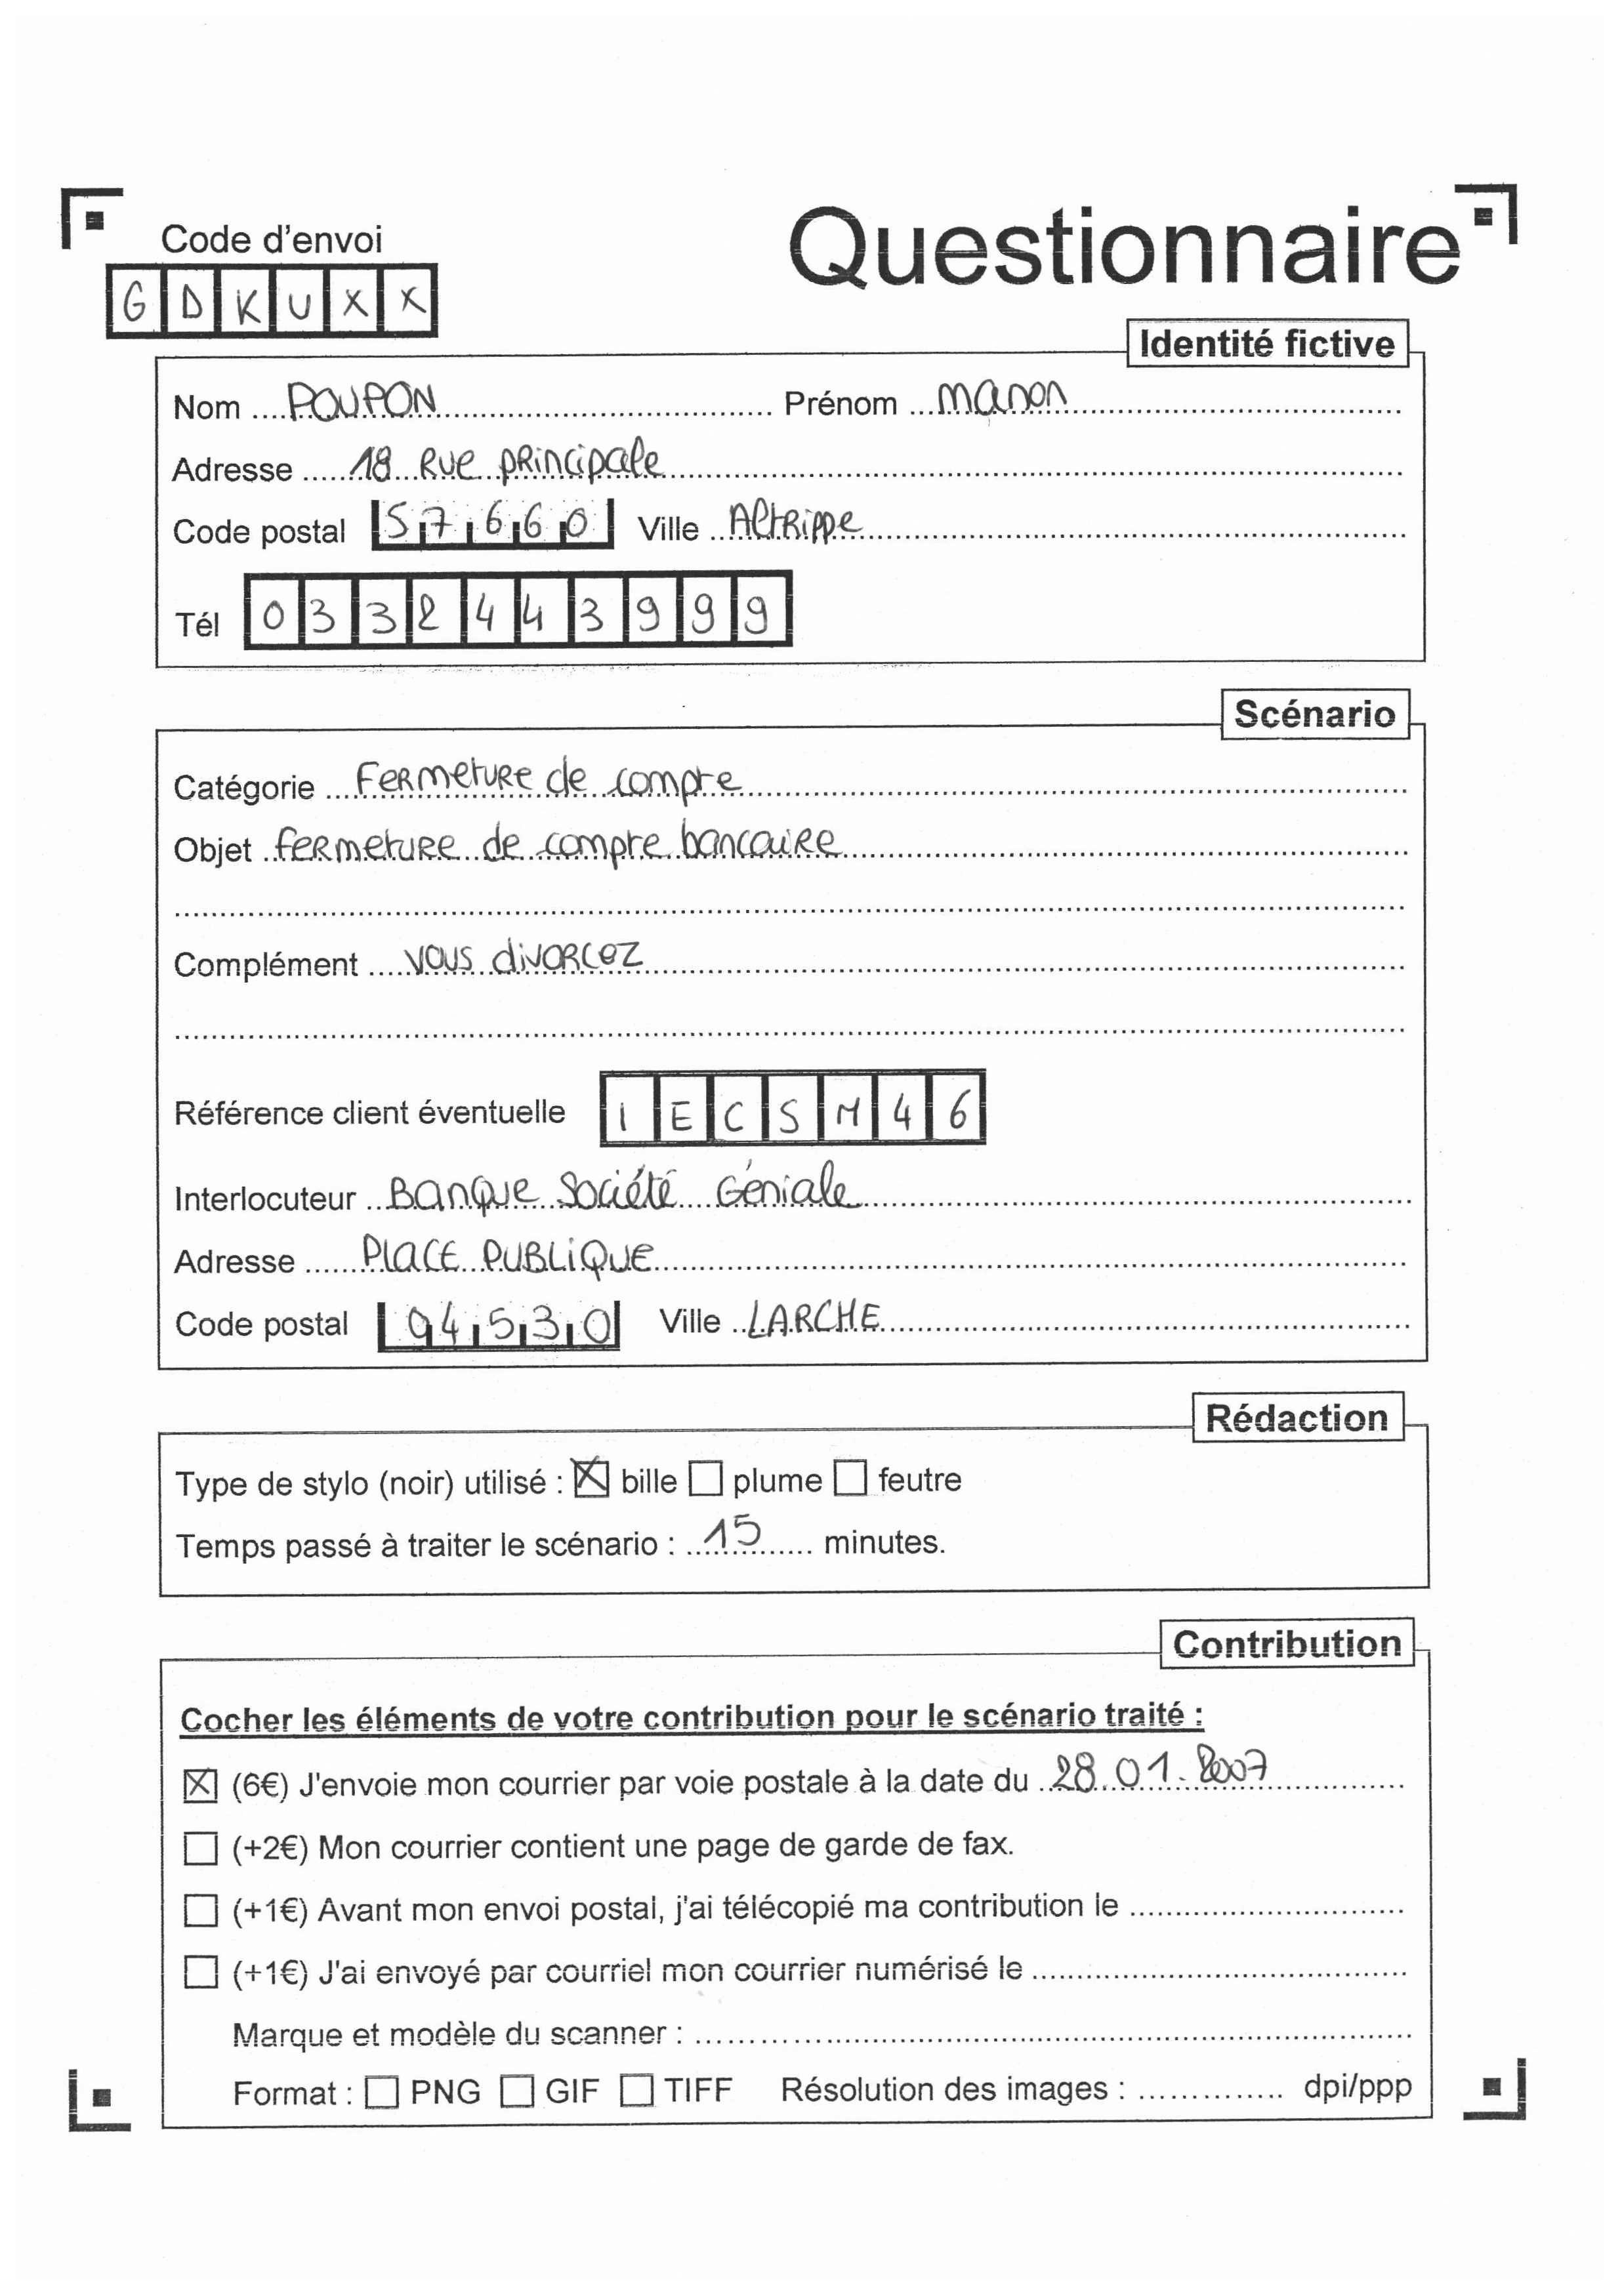 Code d'envoi
Questionnaire
GDKUXX
Identité fictive
Nom POUPON Prénom manon
Adresse 18 Rue principale
Code postal 57660 Ville Altrippe
Tél 0332443999
Scénario
Catégorie Fermeture de compte
Objet fermeture de compte bancaire
Complément vous divorcez
Référence client éventuelle IECSM46
Interlocuteur Banque Société Géniale
Adresse PLACE PUBLIQUE
Code postal 04530 Ville LARCHE
Rédaction
Type de stylo (noir) utilisé : ☒ bille ☐ plume ☐ feutre
Temps passé à traiter le scénario : 15 minutes.
Contribution
Cocher les éléments de votre contribution pour le scénario traité :
☒ (6€) J'envoie mon courrier par voie postale à la date du 28.01.2007
☐ (+2€) Mon courrier contient une page de garde de fax.
☐ (+1€) Avant mon envoi postal, j'ai télécopié ma contribution le
☐ (+1€) J'ai envoyé par courriel mon courrier numérisé le
Marque et modèle du scanner :
Format : ☐ PNG ☐ GIF ☐ TIFF Résolution des images : dpi/ppp